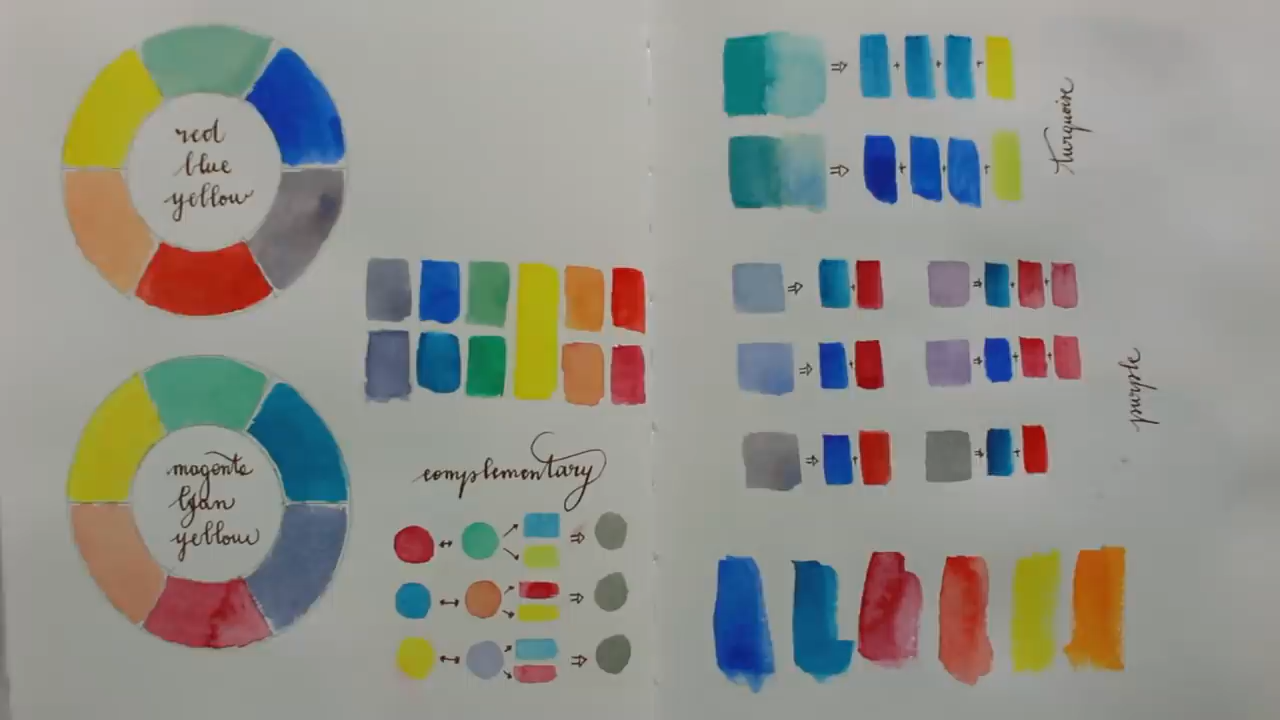 red
blue
yellow
magenta
Cyan
yellow
complementary
turquoise
purple